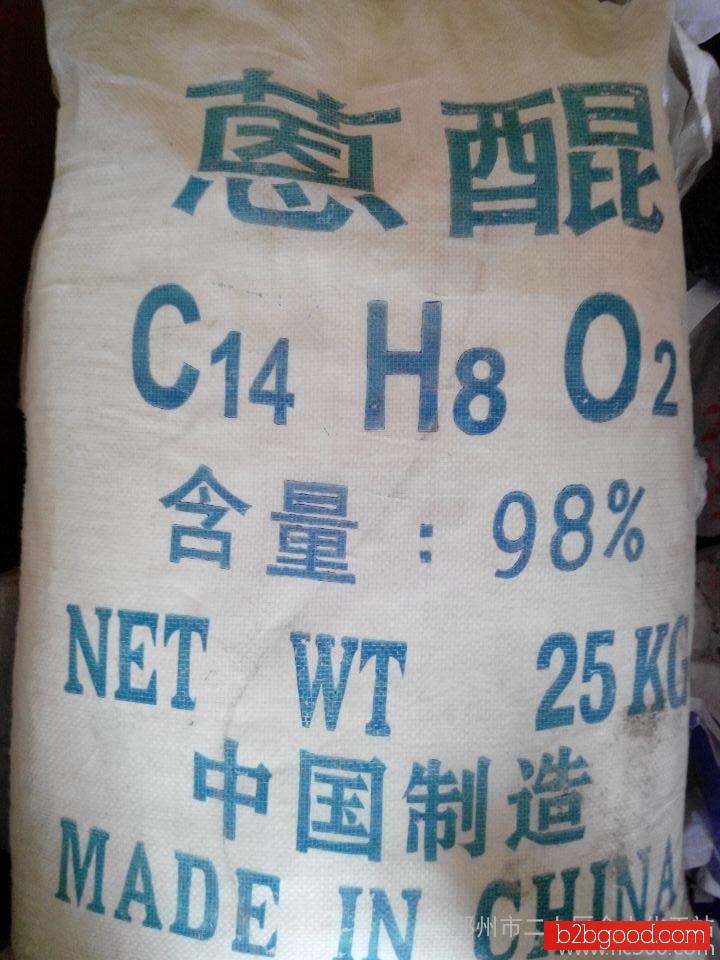 蒽醌
C14 H8 O2
含量：98%
NET WT 25KG
中国制造
MADE IN CHINA
b2bgood.com